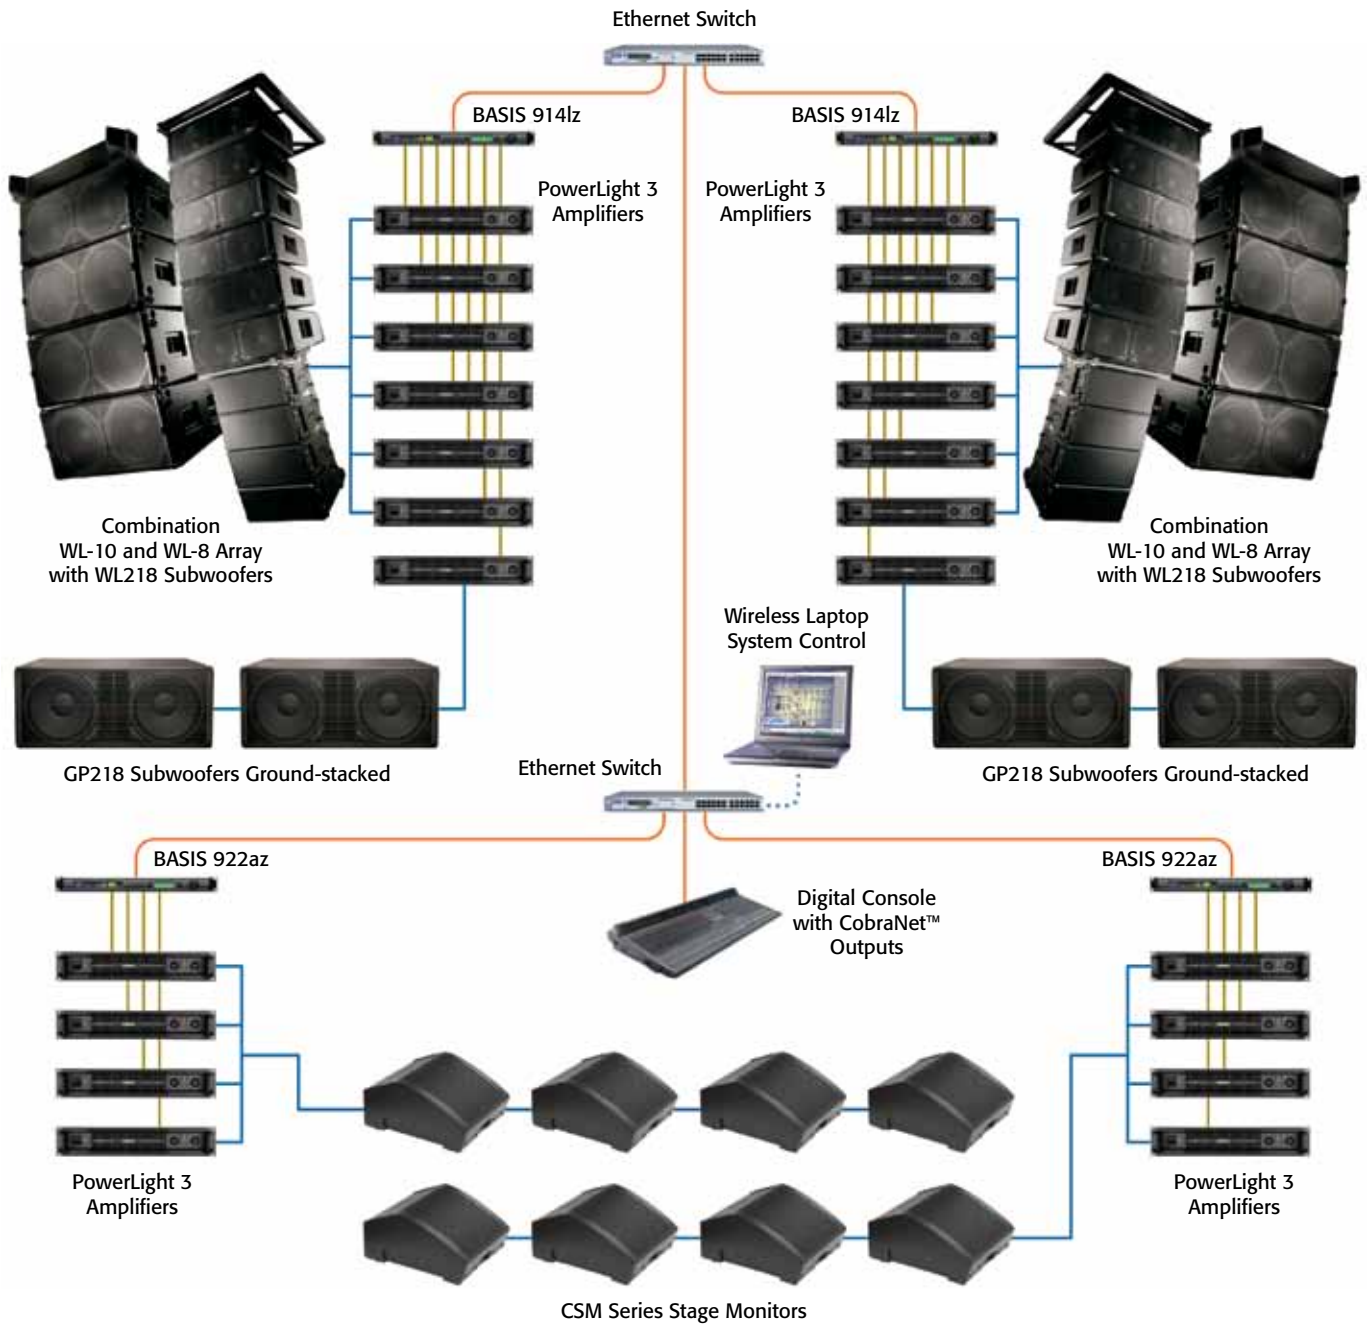 Ethernet Switch
BASIS 914lz
BASIS 914lz
PowerLight 3
Amplifiers
PowerLight 3
Amplifiers
Combination
WL-10 and WL-8 Array
with WL218 Subwoofers
Combination
WL-10 and WL-8 Array
with WL218 Subwoofers
Wireless Laptop
System Control
GP218 Subwoofers Ground-stacked
Ethernet Switch
GP218 Subwoofers Ground-stacked
BASIS 922az
BASIS 922az
Digital Console
with CobraNet™
Outputs
PowerLight 3
Amplifiers
PowerLight 3
Amplifiers
CSM Series Stage Monitors